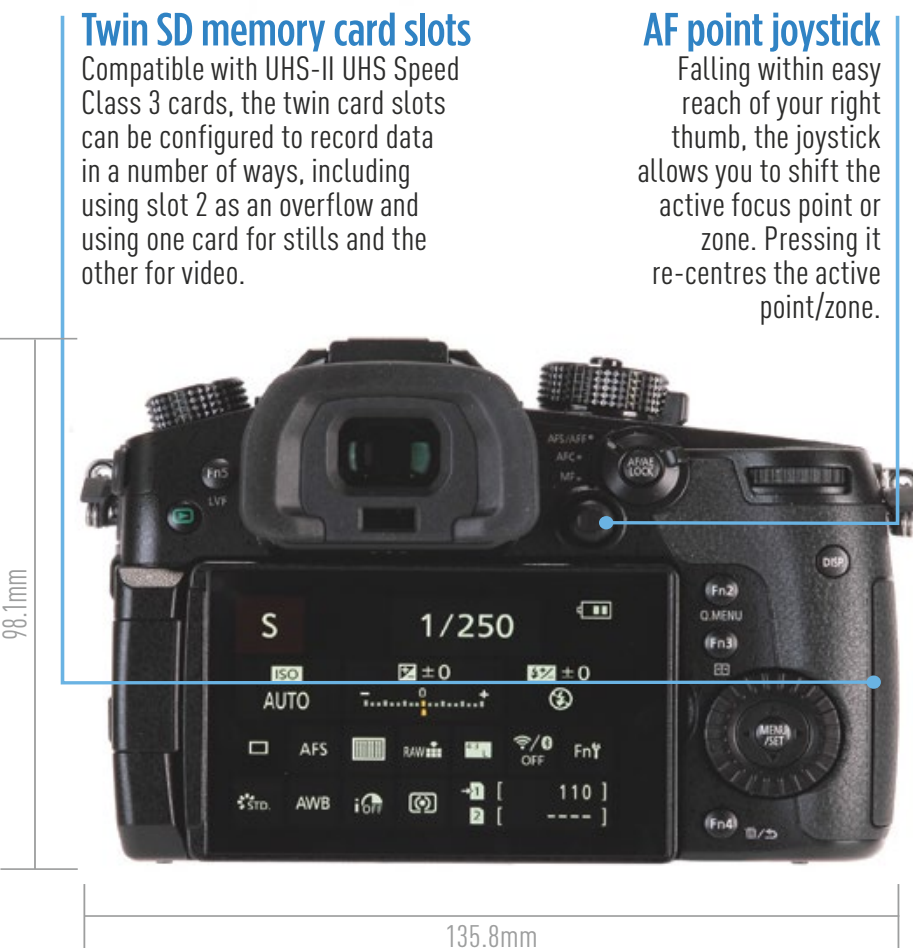 Twin SD memory card slots
Compatible with UHS-II UHS Speed
Class 3 cards, the twin card slots
can be configured to record data
in a number of ways, including
using slot 2 as an overflow and
using one card for stills and the
other for video.
AF point joystick
Falling within easy
reach of your right
thumb, the joystick
allows you to shift the
active focus point or
zone. Pressing it
re-centres the active
point/zone.
98.1mm
Fn5
LVF
AFS/AFF
AFC
MF
AF/AE
LOCK
DISP.
Fn2
Q.MENU
Fn3
MENU
/SET
Fn4
S 1/250
ISO ±0 ±0
AUTO - 0 +
AFS RAW L OFF Fn
STD. AWB i OFF
1 [ 110 ]
2 [ ---- ]
135.8mm